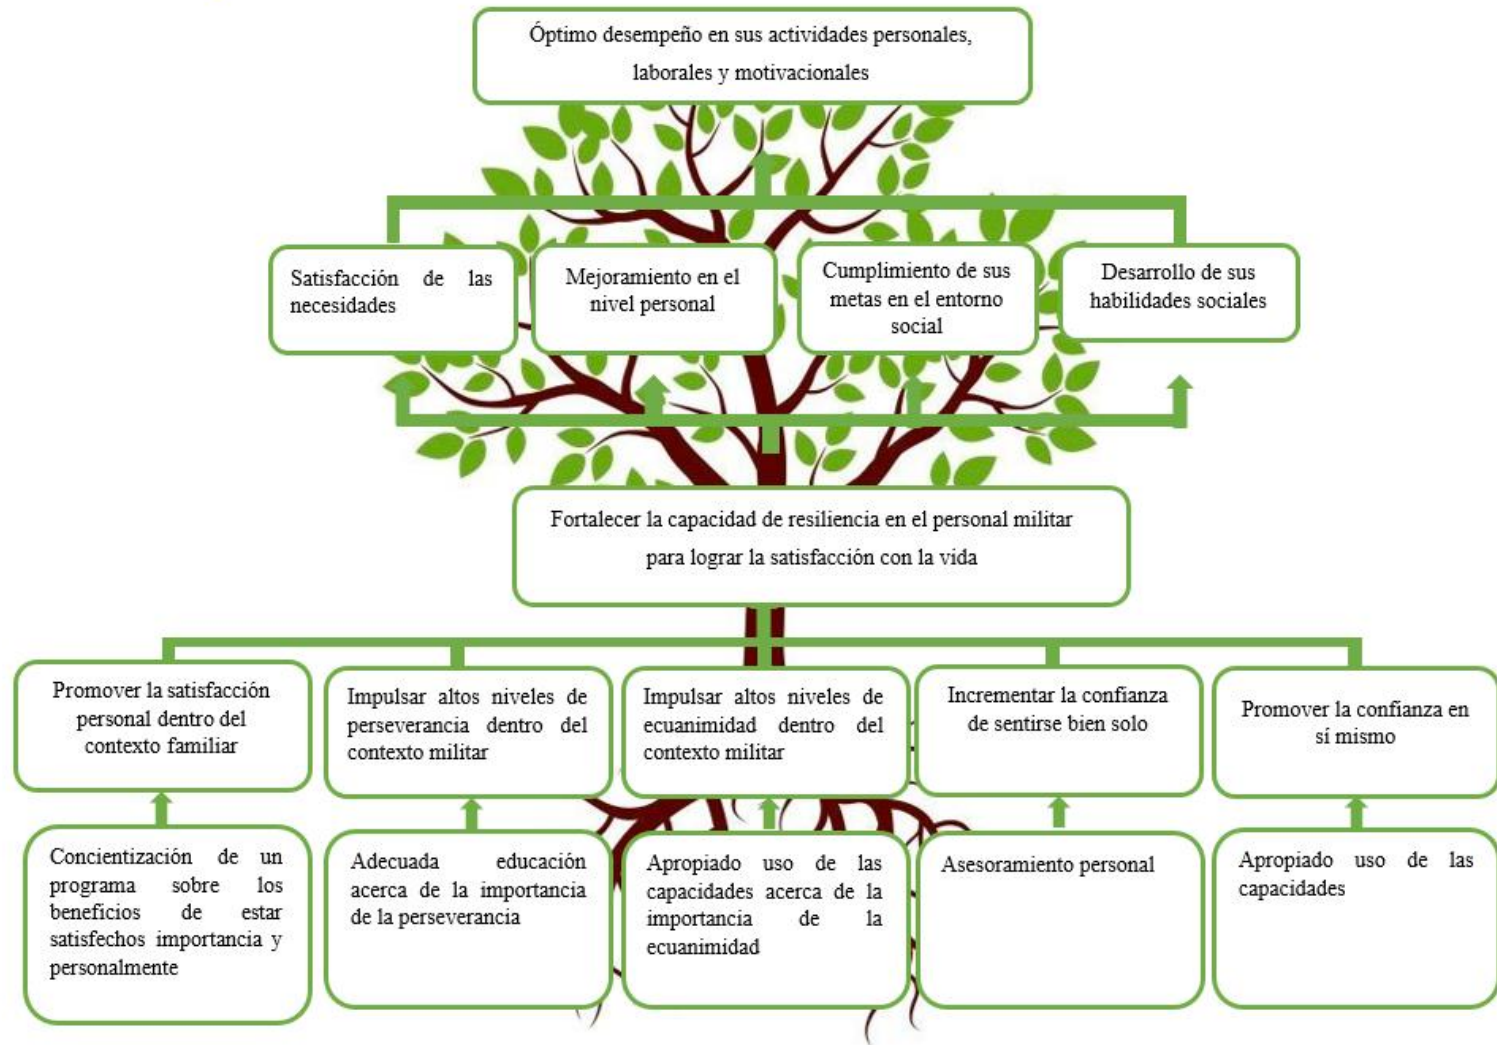 Óptimo desempeño en sus actividades personales,
laborales y motivacionales
Satisfacción de las
necesidades
Mejoramiento en el
nivel personal
Cumplimiento de sus
metas en el entorno
social
Desarrollo de sus
habilidades sociales
Fortalecer la capacidad de resiliencia en el personal militar
para lograr la satisfacción con la vida
Promover la satisfacción
personal dentro del
contexto familiar
Impulsar altos niveles de
perseverancia dentro del
contexto militar
Impulsar altos niveles de
ecuanimidad dentro del
contexto militar
Incrementar la confianza
de sentirse bien solo
Promover la confianza en
sí mismo
Concientización de un
programa sobre los
beneficios de estar
satisfechos importancia y
personalmente
Adecuada educación
acerca de la importancia
de la perseverancia
Apropiado uso de las
capacidades acerca de la
importancia de la
ecuanimidad
Asesoramiento personal
Apropiado uso de las
capacidades